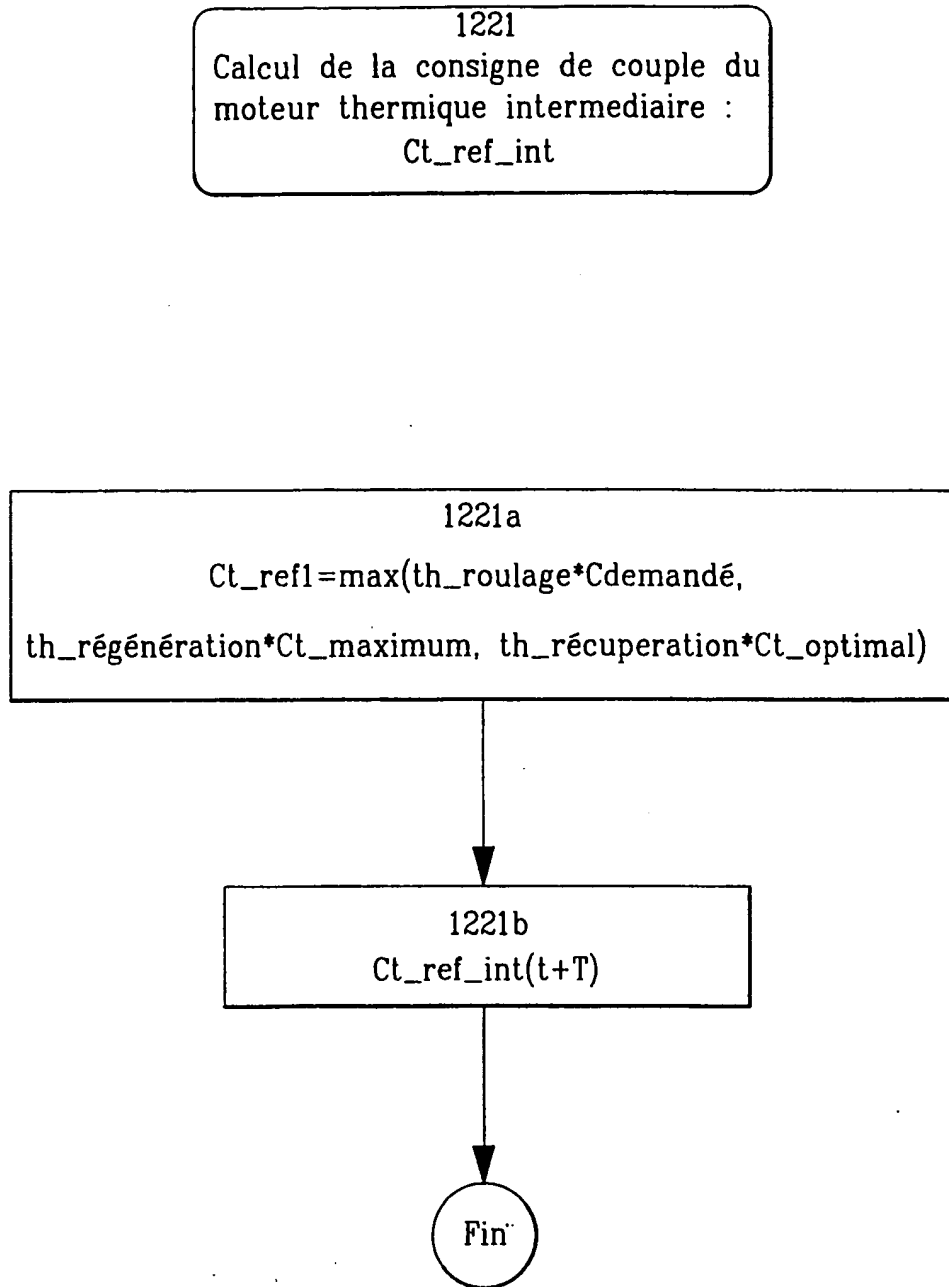 1221
Calcul de la consigne de couple du
moteur thermique intermediaire :
Ct_ref_int
1221a
Ct_ref1=max(th_roulage*Cdemandé,
th_régénération*Ct_maximum, th_récuperation*Ct_optimal)
1221b
Ct_ref_int(t+T)
Fin